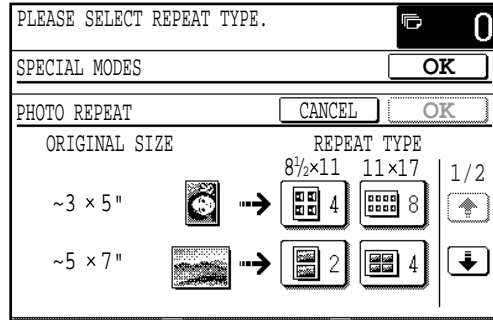 PLEASE SELECT REPEAT TYPE. 0
SPECIAL MODES OK
PHOTO REPEAT CANCEL OK
ORIGINAL SIZE REPEAT TYPE
8½×11 11×17 1/2
~3 × 5" 4 8
~5 × 7" 2 4